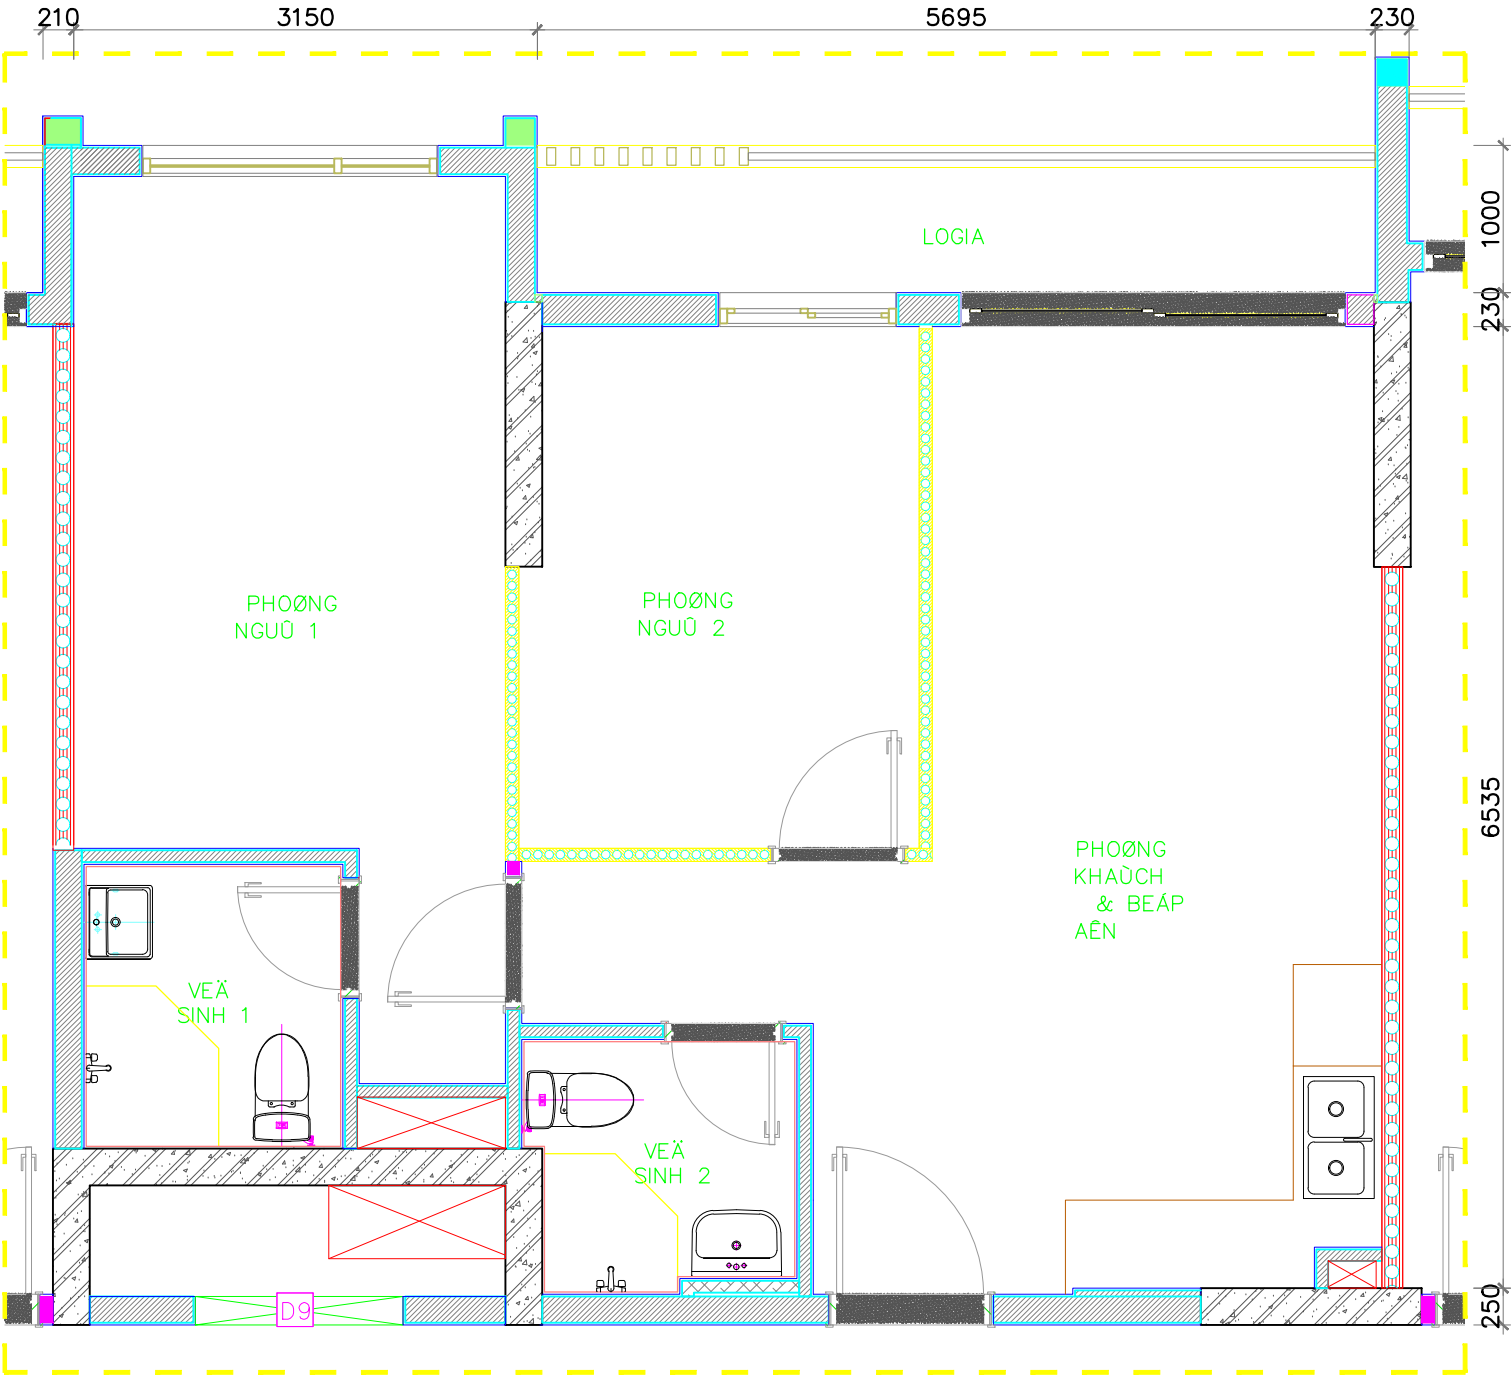 210
3150
5695
230
1000
LOGIA
230
PHOØNG
NGUÛ 1
PHOØNG
NGUÛ 2
6535
PHOØNG
KHAÙCH
& BEÁP
AÊN
VEÄ
SINH 1
VEÄ
SINH 2
D9
250